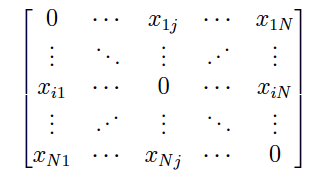 0 ⋯ x_{1j} ⋯ x_{1N}
⋮ ⋱ ⋮ ⋰ ⋮
x_{i1} ⋯ 0 ⋯ x_{iN}
⋮ ⋰ ⋮ ⋱ ⋮
x_{N1} ⋯ x_{Nj} ⋯ 0